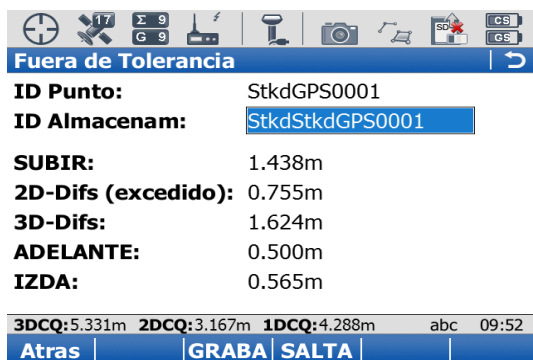 17 Σ 9 G 9 SD CS GS
Fuera de Tolerancia
ID Punto: StkdGPS0001
ID Almacenam: StkdStkdGPS0001
SUBIR: 1.438m
2D-Difs (excedido): 0.755m
3D-Difs: 1.624m
ADELANTE: 0.500m
IZDA: 0.565m
3DCQ:5.331m 2DCQ:3.167m 1DCQ:4.288m abc 09:52
Atras GRABA SALTA